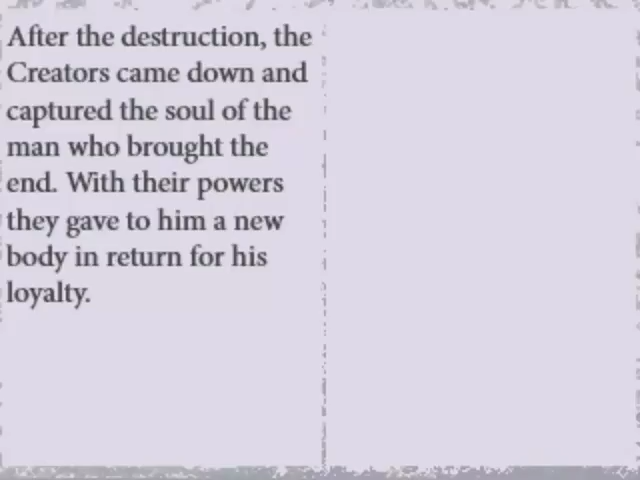 After the destruction, the
Creators came down and
captured the soul of the
man who brought the
end. With their powers
they gave to him a new
body in return for his
loyalty.